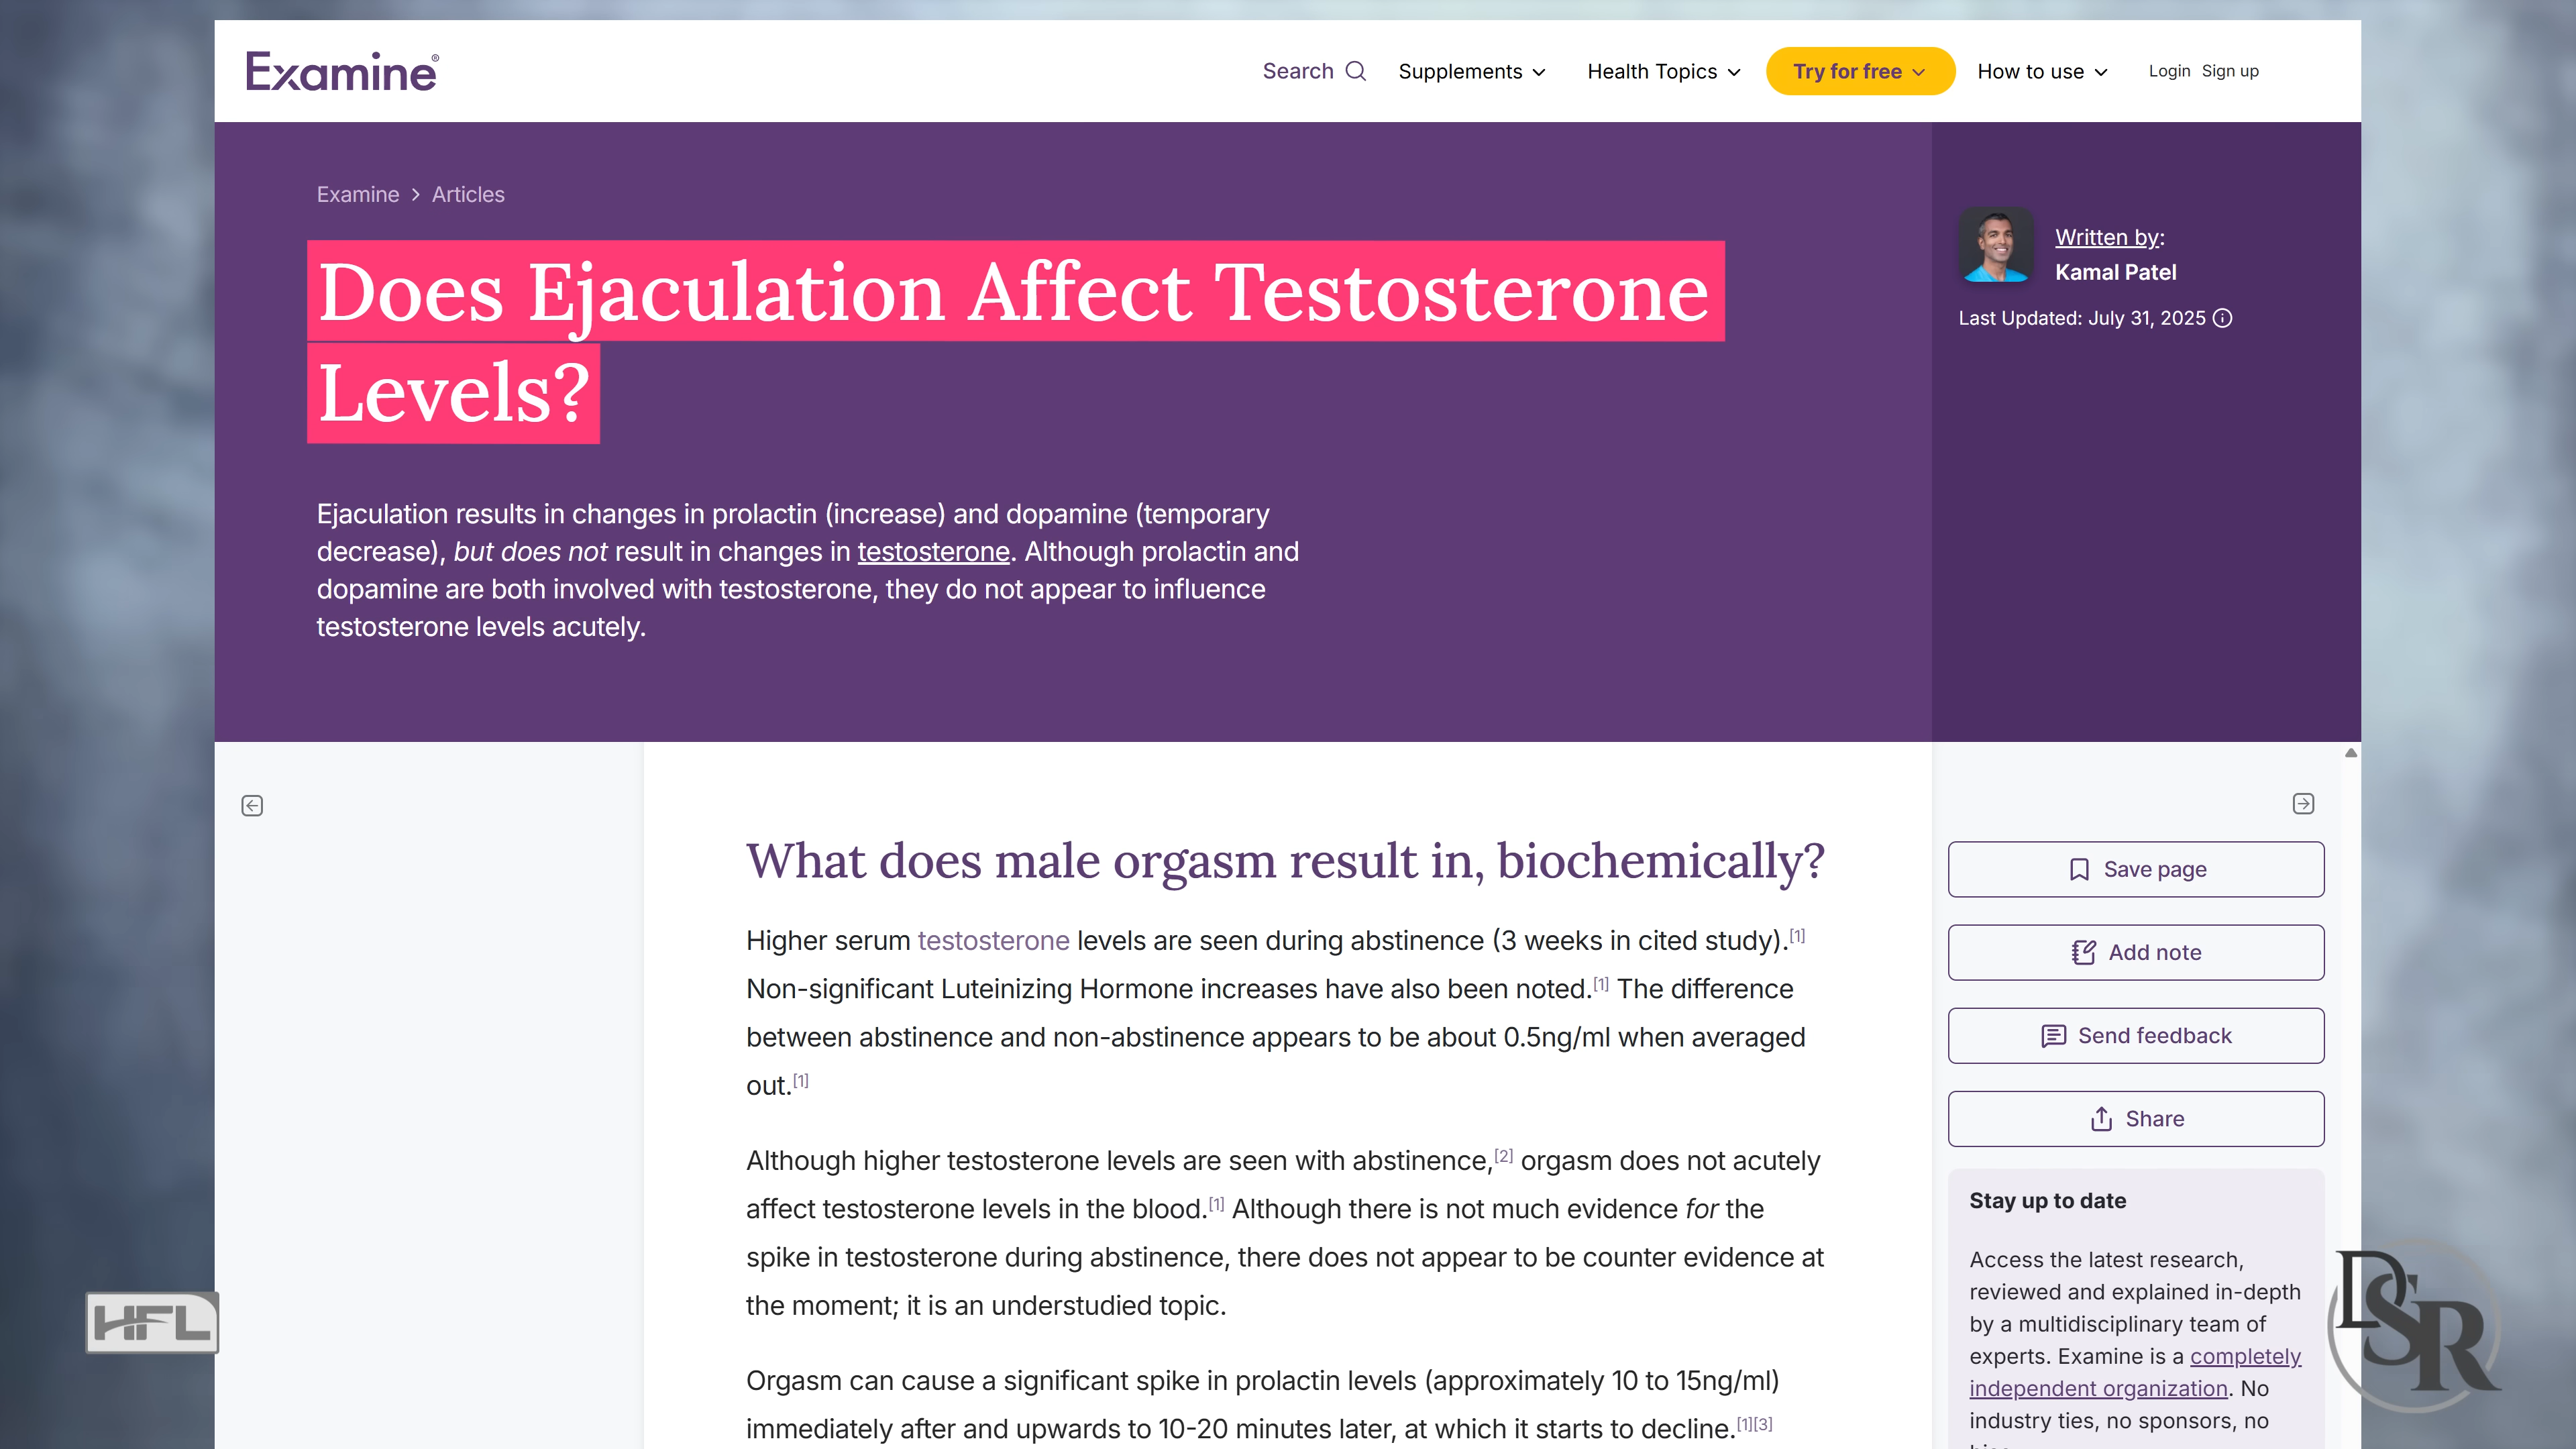 Examine®
Search Supplements Health Topics Try for free How to use Login Sign up
Examine > Articles
Does Ejaculation Affect Testosterone
Levels?
Written by:
Kamal Patel
Last Updated: July 31, 2025
Ejaculation results in changes in prolactin (increase) and dopamine (temporary
decrease), but does not result in changes in testosterone. Although prolactin and
dopamine are both involved with testosterone, they do not appear to influence
testosterone levels acutely.
What does male orgasm result in, biochemically?
Higher serum testosterone levels are seen during abstinence (3 weeks in cited study).[1]
Non-significant Luteinizing Hormone increases have also been noted.[1] The difference
between abstinence and non-abstinence appears to be about 0.5ng/ml when averaged
out.[1]
Although higher testosterone levels are seen with abstinence,[2] orgasm does not acutely
affect testosterone levels in the blood.[1] Although there is not much evidence for the
spike in testosterone during abstinence, there does not appear to be counter evidence at
the moment; it is an understudied topic.
Orgasm can cause a significant spike in prolactin levels (approximately 10 to 15ng/ml)
immediately after and upwards to 10-20 minutes later, at which it starts to decline.[1][3]
Save page
Add note
Send feedback
Share
Stay up to date
Access the latest research,
reviewed and explained in-depth
by a multidisciplinary team of
experts. Examine is a completely
independent organization. No
industry ties, no sponsors, no
HFL
DSR